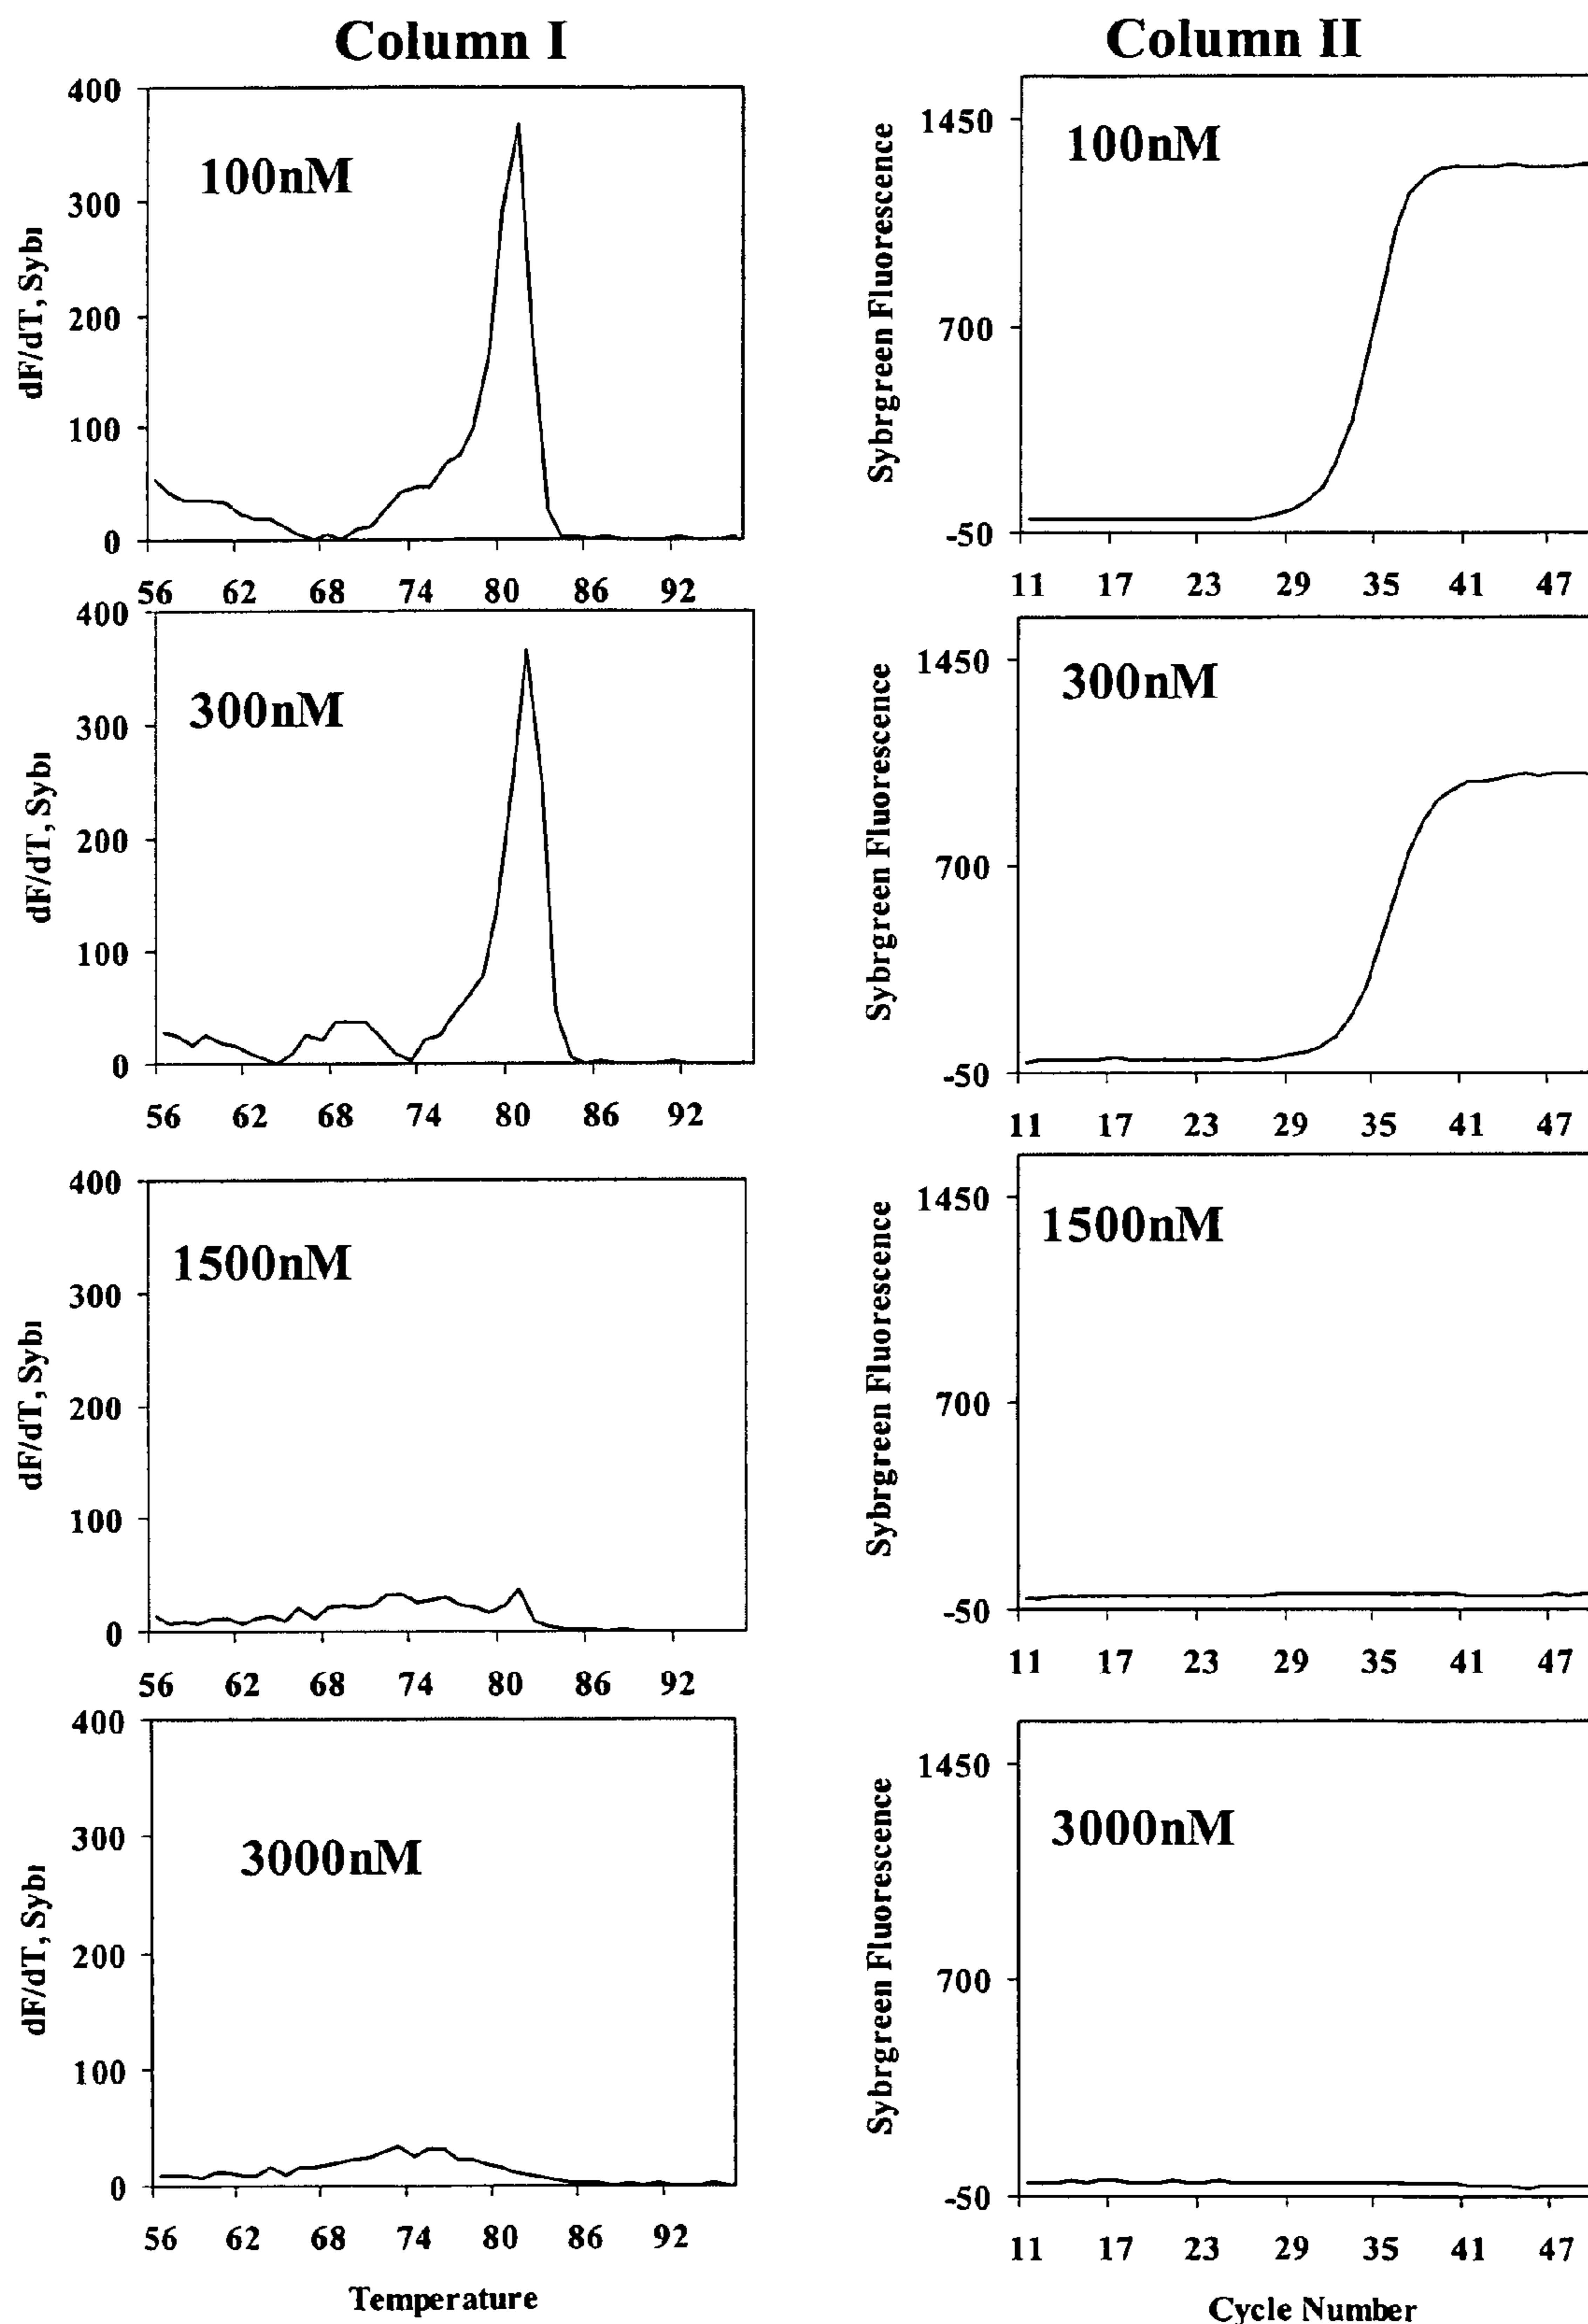 Column I
Column II
400
300
200
100
0
dF/dT, Sybr
100nM
56 62 68 74 80 86 92
1450
700
-50
Sybrgreen Fluorescence
100nM
11 17 23 29 35 41 47
400
300
200
100
0
dF/dT, Sybr
300nM
56 62 68 74 80 86 92
1450
700
-50
Sybrgreen Fluorescence
300nM
11 17 23 29 35 41 47
400
300
200
100
0
dF/dT, Sybr
1500nM
56 62 68 74 80 86 92
1450
700
-50
Sybrgreen Fluorescence
1500nM
11 17 23 29 35 41 47
400
300
200
100
0
dF/dT, Sybr
3000nM
56 62 68 74 80 86 92
Temperature
1450
700
-50
Sybrgreen Fluorescence
3000nM
11 17 23 29 35 41 47
Cycle Number